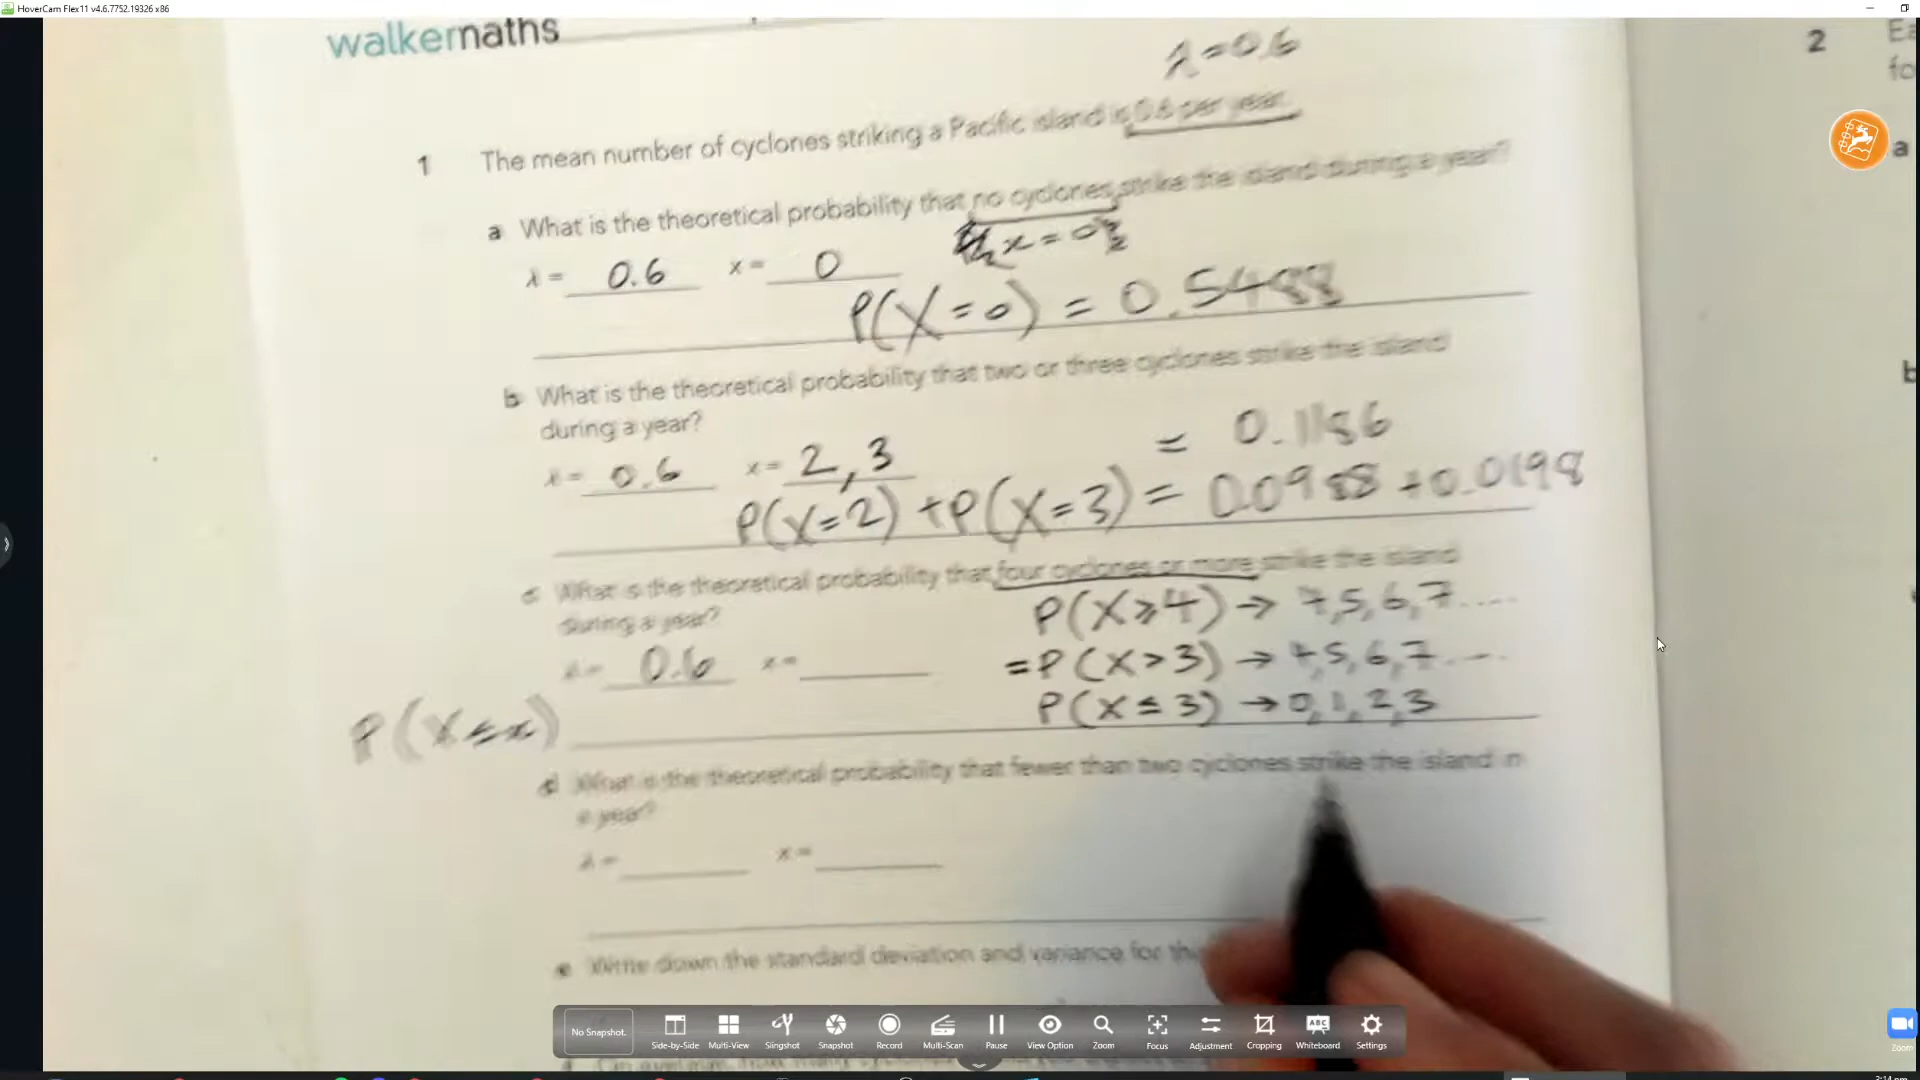 HoverCam Flex11 v4.6.7752.19326 x86
walkermaths
λ=0.6
2
1 The mean number of cyclones striking a Pacific island is 0.6 per year.
a
a What is the theoretical probability that no cyclones strike the island during a year?
x=0
λ = 0.6 x = 0
P(X=0) = 0.5488
b What is the theoretical probability that two or three cyclones strike the island
during a year?
b
= 0.1186
λ = 0.6 x = 2, 3
P(X=2) + P(X=3) = 0.0988 + 0.0198
c What is the theoretical probability that four cyclones or more strike the island
during a year?
P(X≥4) → 4,5,6,7....
λ = 0.6 x =
=P(X>3) → 4,5,6,7....
P(X≤3) → 0,1,2,3
P(X≤x)
d What is the theoretical probability that fewer than two cyclones strike the island in
a year?
λ = x =
e Write down the standard deviation and variance for
No Snapshot.
Side-by-Side Multi-View Slingshot Snapshot Record Multi-Scan Pause View Option Zoom Focus Adjustment Cropping Whiteboard Settings
ABC
Zoom